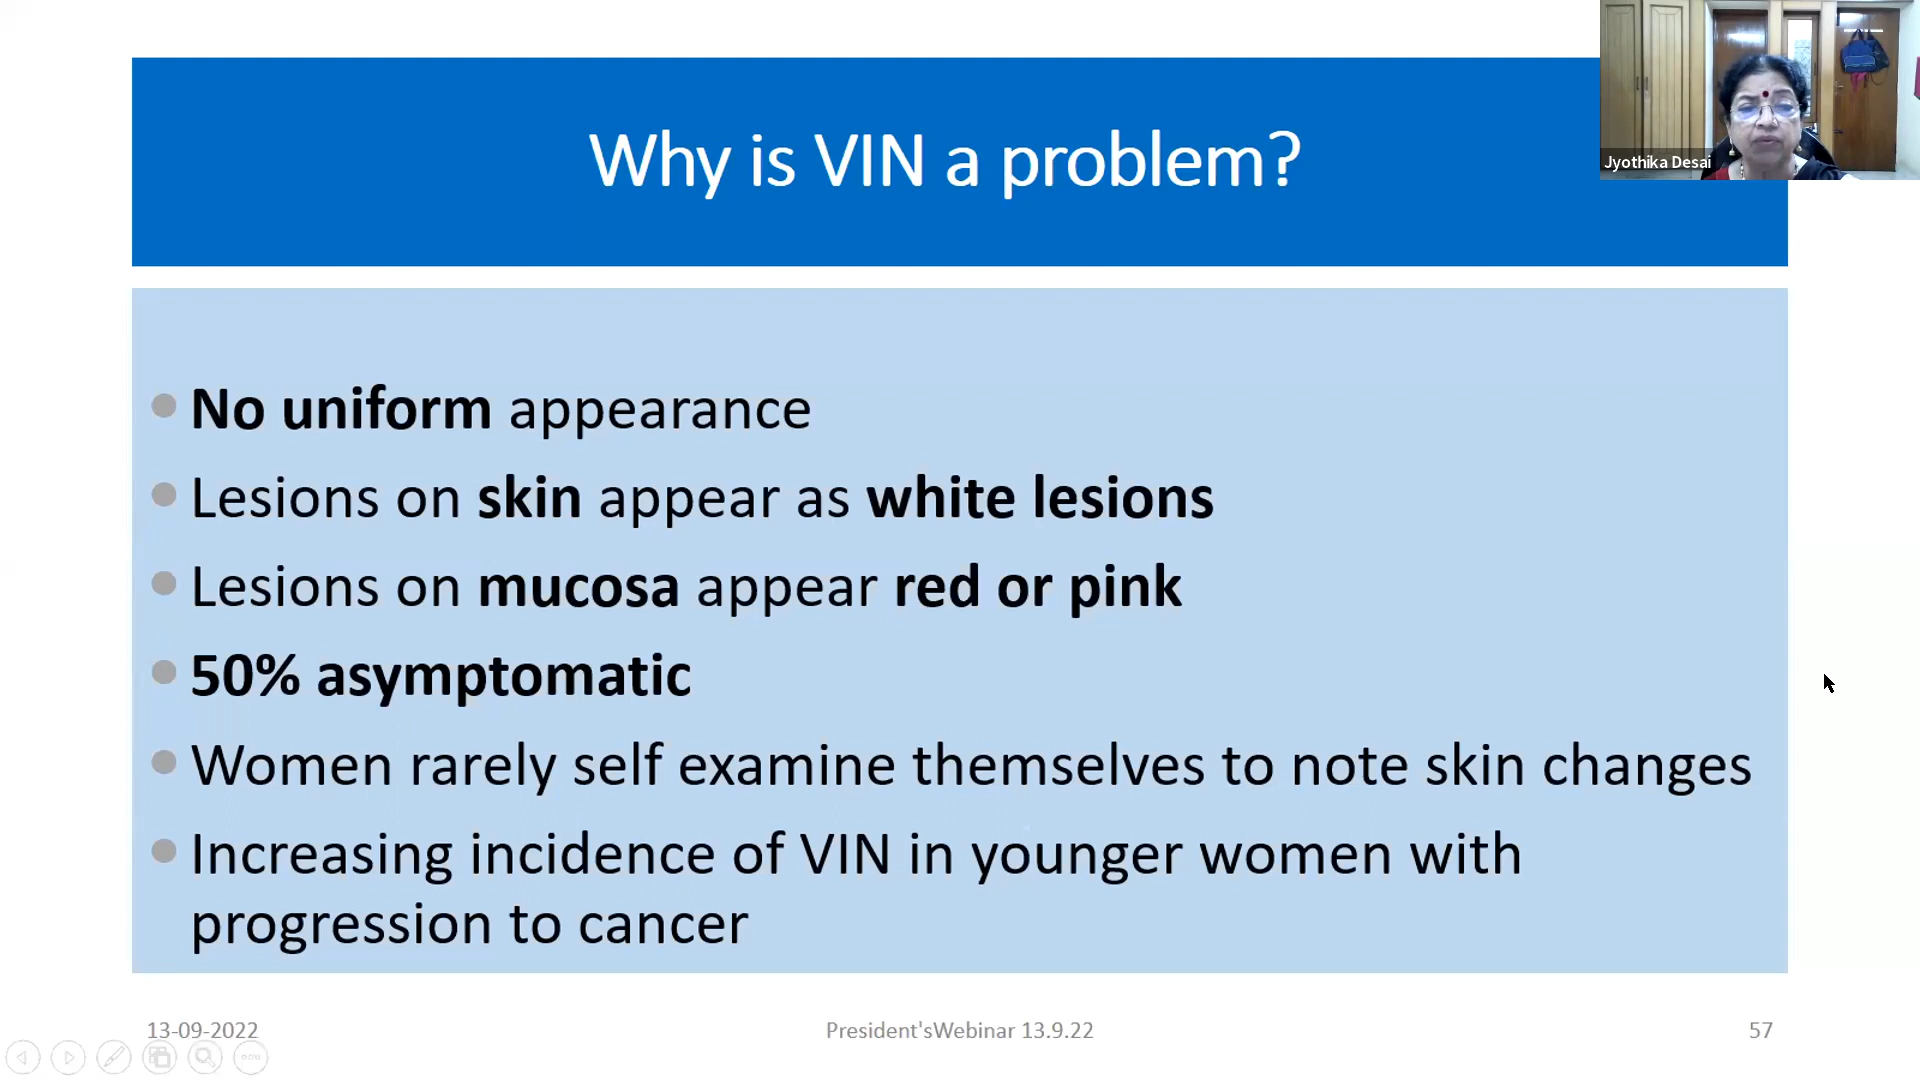 Jyothika Desai
Why is VIN a problem?
No uniform appearance
Lesions on skin appear as white lesions
Lesions on mucosa appear red or pink
50% asymptomatic
Women rarely self examine themselves to note skin changes
Increasing incidence of VIN in younger women with
progression to cancer
13-09-2022
President'sWebinar 13.9.22
57